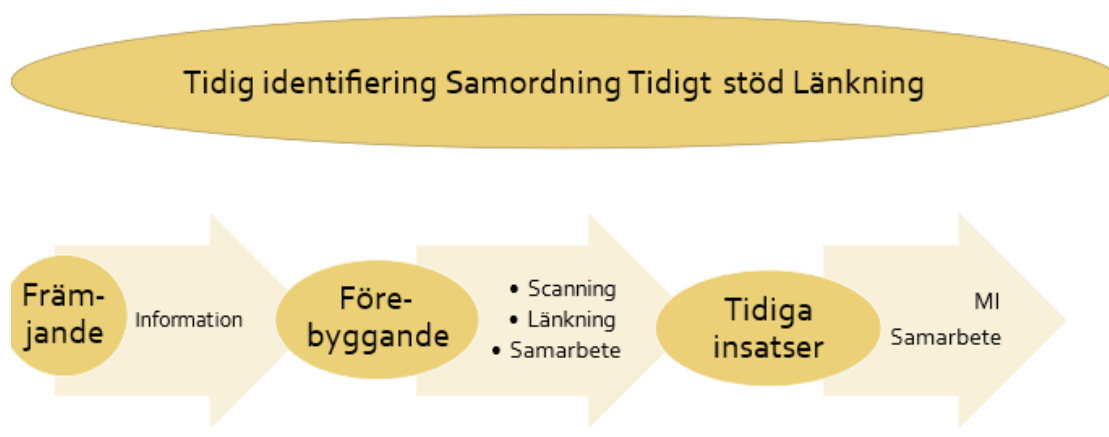 Tidig identifiering Samordning Tidigt stöd Länkning
Främ-
jande
Information
Före-
byggande
• Scanning
• Länkning
• Samarbete
Tidiga
insatser
MI
Samarbete